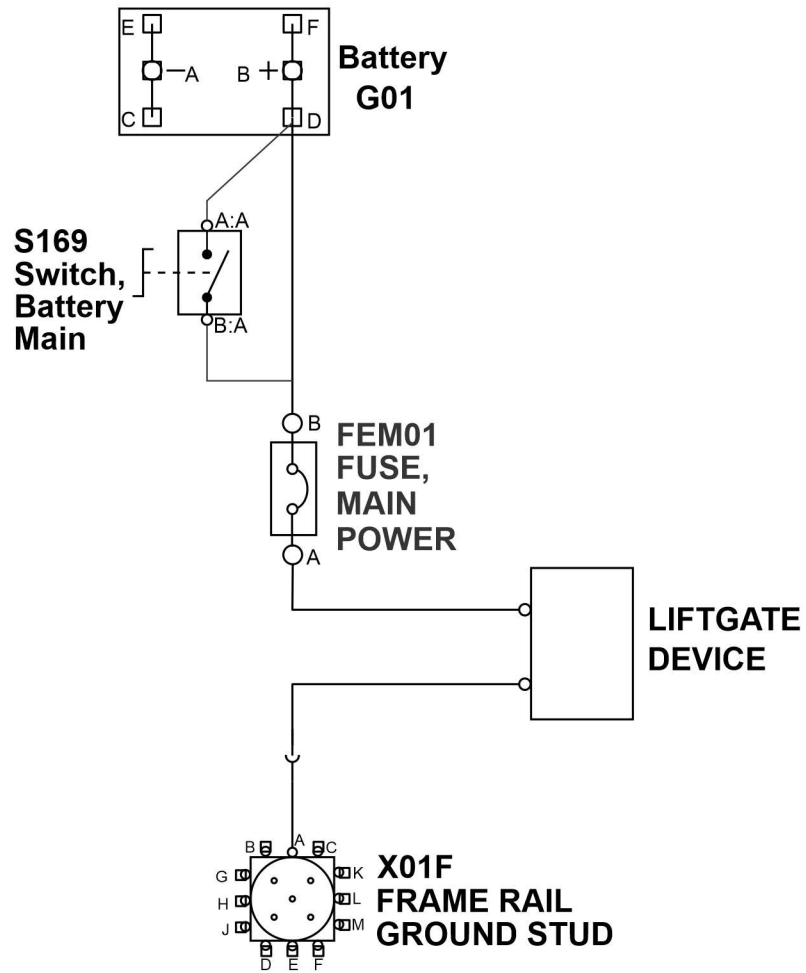 E
F
Battery
G01
–A
B +
C
D
A:A
S169
Switch,
Battery
Main
B:A
B
FEM01
FUSE,
MAIN
POWER
A
LIFTGATE
DEVICE
B
A
C
G
K
X01F
H
L
FRAME RAIL
J
M
GROUND STUD
D
E
F